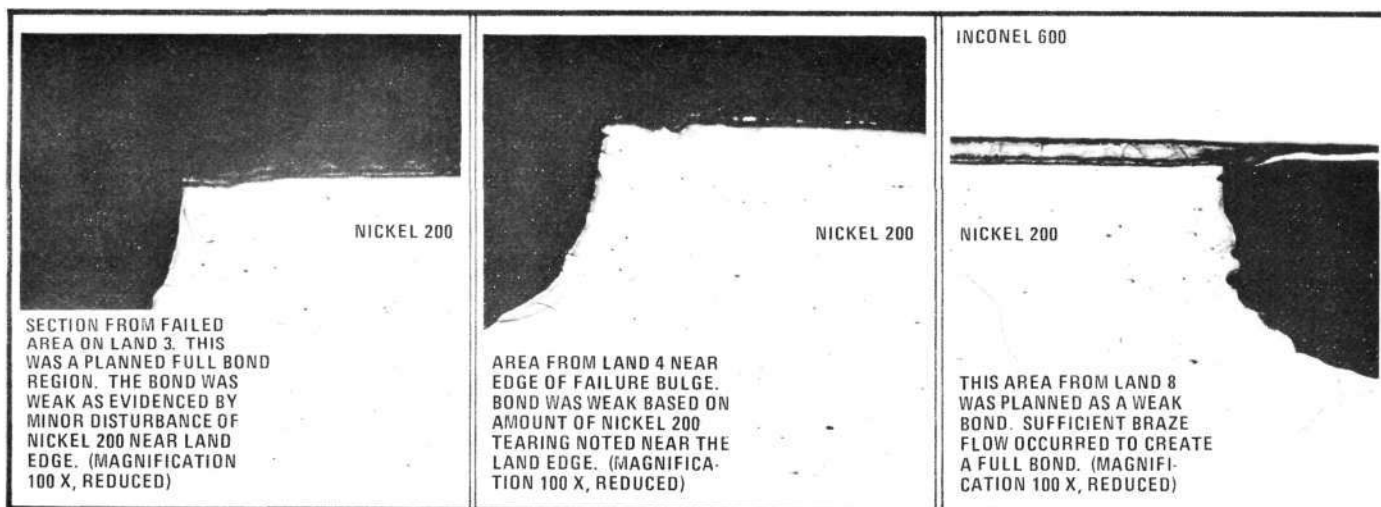 NICKEL 200
SECTION FROM FAILED
AREA ON LAND 3. THIS
WAS A PLANNED FULL BOND
REGION. THE BOND WAS
WEAK AS EVIDENCED BY
MINOR DISTURBANCE OF
NICKEL 200 NEAR LAND
EDGE. (MAGNIFICATION
100 X, REDUCED)
NICKEL 200
AREA FROM LAND 4 NEAR
EDGE OF FAILURE BULGE.
BOND WAS WEAK BASED ON
AMOUNT OF NICKEL 200
TEARING NOTED NEAR THE
LAND EDGE. (MAGNIFICA-
TION 100 X, REDUCED)
INCONEL 600
NICKEL 200
THIS AREA FROM LAND 8
WAS PLANNED AS A WEAK
BOND. SUFFICIENT BRAZE
FLOW OCCURRED TO CREATE
A FULL BOND. (MAGNIFI-
CATION 100 X, REDUCED)